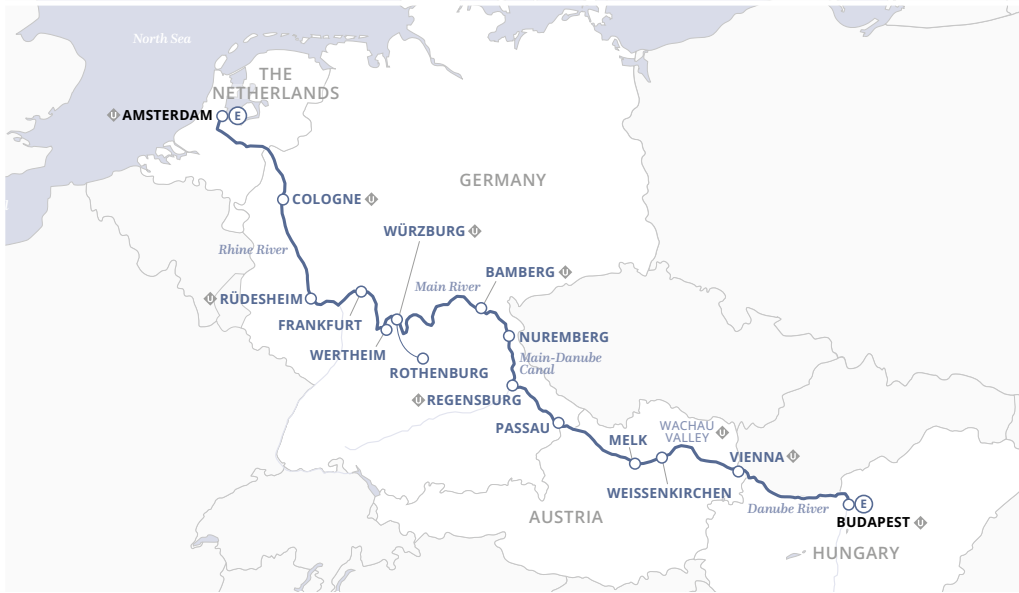 North Sea
THE
NETHERLANDS
U AMSTERDAM E
GERMANY
COLOGNE U
WÜRZBURG U
Rhine River
BAMBERG U
Main River
U RÜDESHEIM
FRANKFURT
NUREMBERG
WERTHEIM
Main-Danube
Canal
ROTHENBURG
U REGENSBURG
PASSAU
WACHAU
VALLEY U
MELK
VIENNA U
WEISSENKIRCHEN
E
Danube River
AUSTRIA
BUDAPEST U
HUNGARY